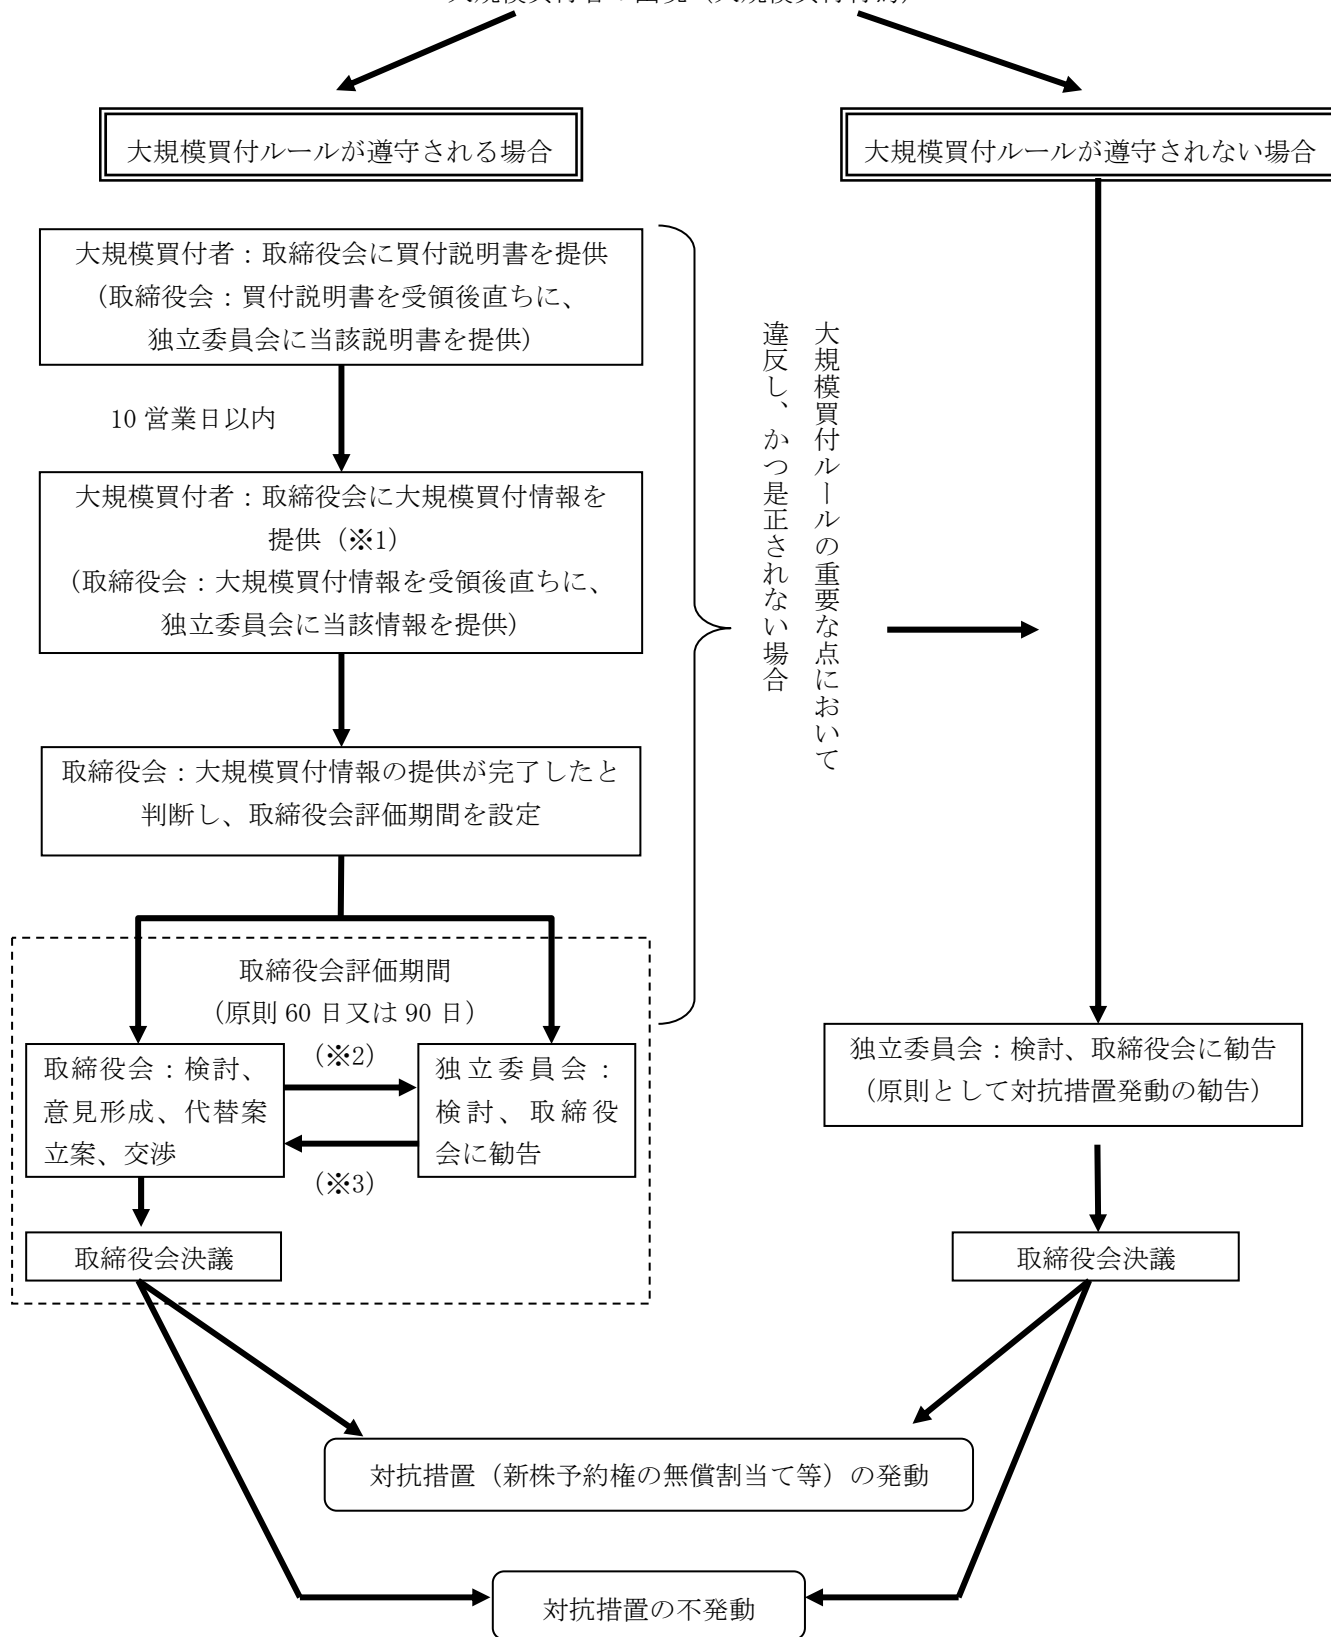 大規模買付ルールが遵守される場合
大規模買付ルールが遵守されない場合
大規模買付者：取締役会に買付説明書を提供
（取締役会：買付説明書を受領後直ちに、
独立委員会に当該説明書を提供）
10 営業日以内
大規模買付者：取締役会に大規模買付情報を
提供（※1）
（取締役会：大規模買付情報を受領後直ちに、
独立委員会に当該情報を提供）
大規模買付ルールの重要な点において
違反し、かつ是正されない場合
取締役会：大規模買付情報の提供が完了したと
判断し、取締役会評価期間を設定
取締役会評価期間
（原則 60 日又は 90 日）
（※2）
取締役会：検討、
意見形成、代替案
立案、交渉
独立委員会：
検討、取締役
会に勧告
（※3）
取締役会決議
独立委員会：検討、取締役会に勧告
（原則として対抗措置発動の勧告）
取締役会決議
対抗措置（新株予約権の無償割当て等）の発動
対抗措置の不発動